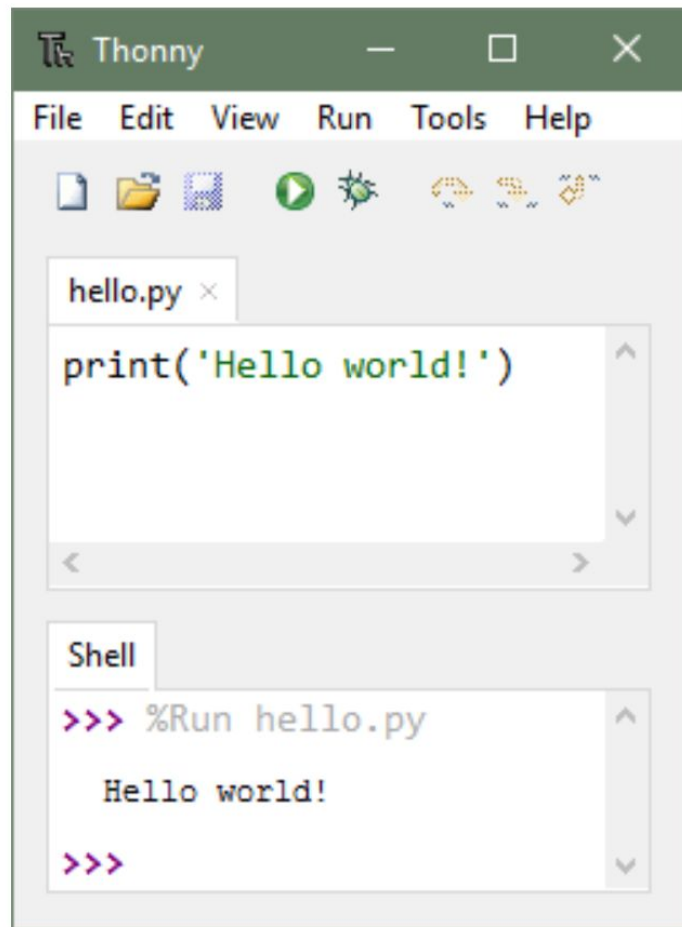 Thonny
File Edit View Run Tools Help
hello.py
print('Hello world!')
Shell
>>> %Run hello.py
Hello world!
>>>